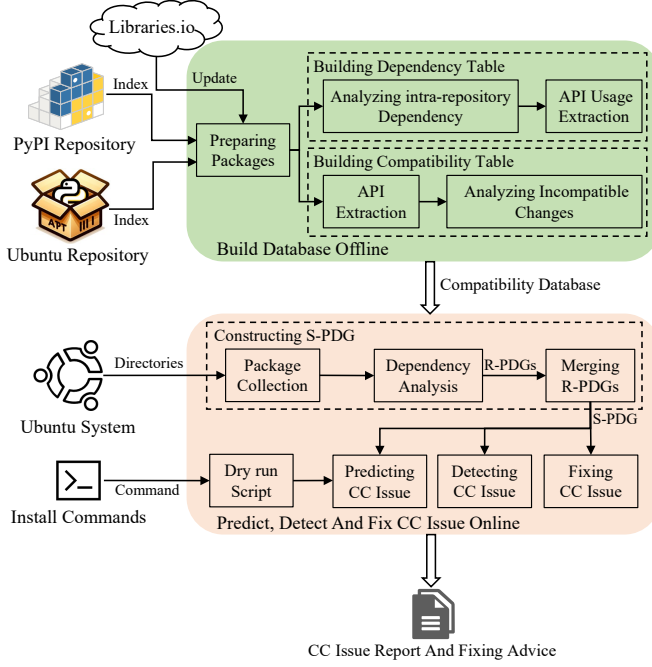 Libraries.io
Index
Update
PyPI Repository
Preparing
Packages
Building Dependency Table
Analyzing intra-repository
Dependency
API Usage
Extraction
Building Compatibility Table
API
Extraction
Analyzing Incompatible
Changes
APT
Index
Ubuntu Repository
Build Database Offline
Compatibility Database
Constructing S-PDG
Directories
Package
Collection
Dependency
Analysis
R-PDGs
Merging
R-PDGs
S-PDG
Ubuntu System
Command
Dry run
Script
Predicting
CC Issue
Detecting
CC Issue
Fixing
CC Issue
Install Commands
Predict, Detect And Fix CC Issue Online
CC Issue Report And Fixing Advice